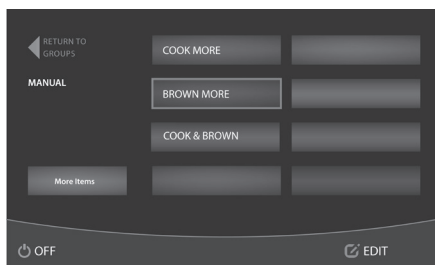 RETURN TO
GROUPS
MANUAL
COOK MORE
BROWN MORE
COOK & BROWN
More Items
OFF
EDIT